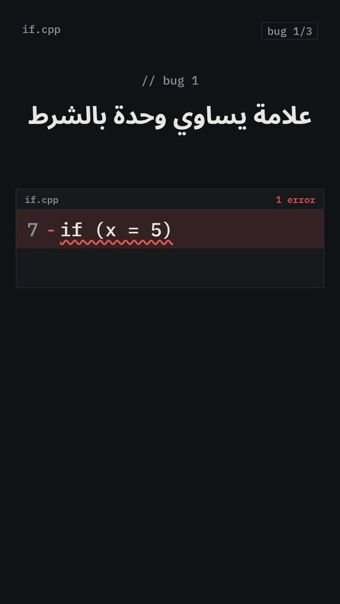 if.cpp
bug 1/3
// bug 1
علامة يساوي وحدة بالشرط
if.cpp
1 error
7 - if (x = 5)